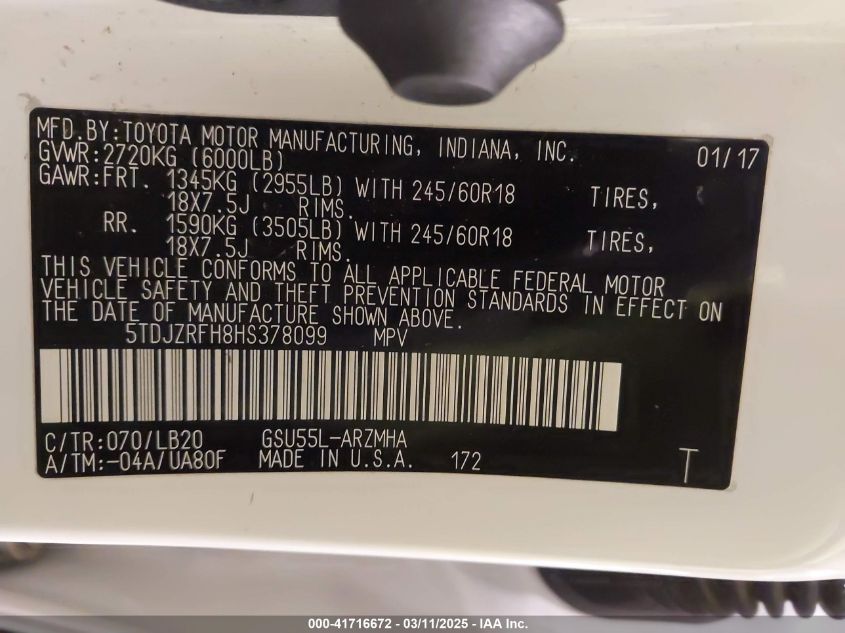 MFD.BY:TOYOTA MOTOR MANUFACTURING, INDIANA, INC. 01/17
GVWR:2720KG (6000LB)
GAWR:FRT. 1345KG (2955LB) WITH 245/60R18 TIRES,
18X7.5J RIMS.
RR. 1590KG (3505LB) WITH 245/60R18 TIRES,
18X7.5J RIMS.
THIS VEHICLE CONFORMS TO ALL APPLICABLE FEDERAL MOTOR
VEHICLE SAFETY AND THEFT PREVENTION STANDARDS IN EFFECT ON
THE DATE OF MANUFACTURE SHOWN ABOVE.
5TDJZRFH8HS378099 MPV
C/TR:070/LB20 GSU55L-ARZMHA
A/TM:-04A/UA80F MADE IN U.S.A. 172 T
000-41716672 - 03/11/2025 - IAA Inc.